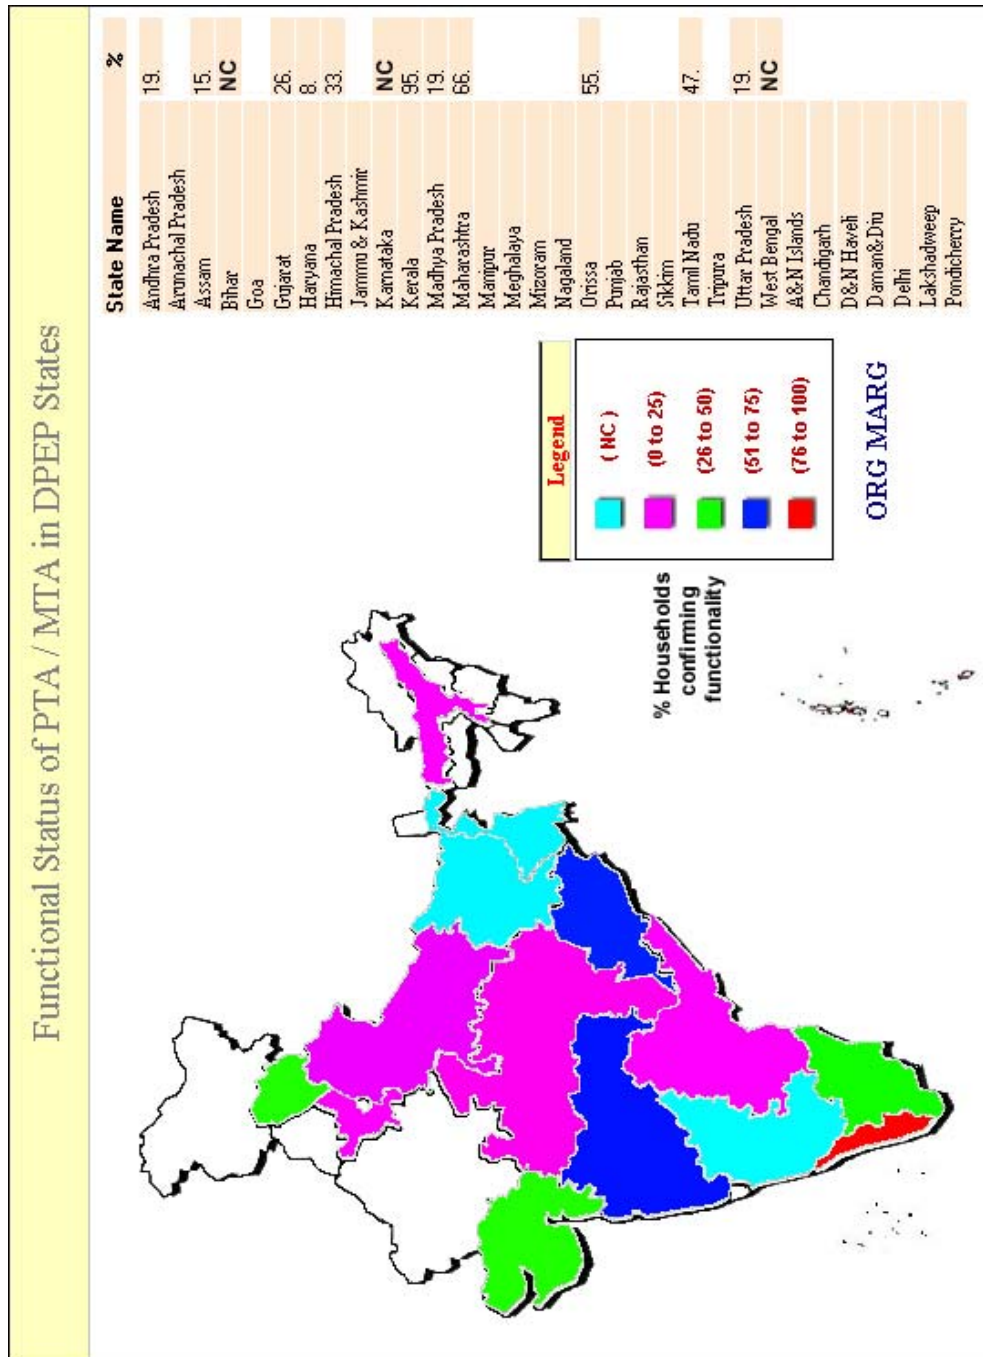 Functional Status of PTA / MTA in DPEP States
State Name %
Andhra Pradesh 19.
Arunachal Pradesh
Assam 15.
Bihar NC
Goa
Gujarat 26.
Haryana 8.
Himachal Pradesh 33.
Jammu & Kashmir
Karnataka NC
Kerala 95.
Madhya Pradesh 19.
Maharashtra 66.
Manipur
Meghalaya
Mizoram
Nagaland
Orissa 55.
Punjab
Rajasthan
Sikkim
Tamil Nadu 47.
Tripura
Uttar Pradesh 19.
West Bengal NC
A&N Islands
Chandigarh
D&N Haveli
Daman&Diu
Delhi
Lakshadweep
Pondicherry
Legend
( NC )
(0 to 25)
(26 to 50)
(51 to 75)
(76 to 100)
% Households
confirming
functionality
ORG MARG